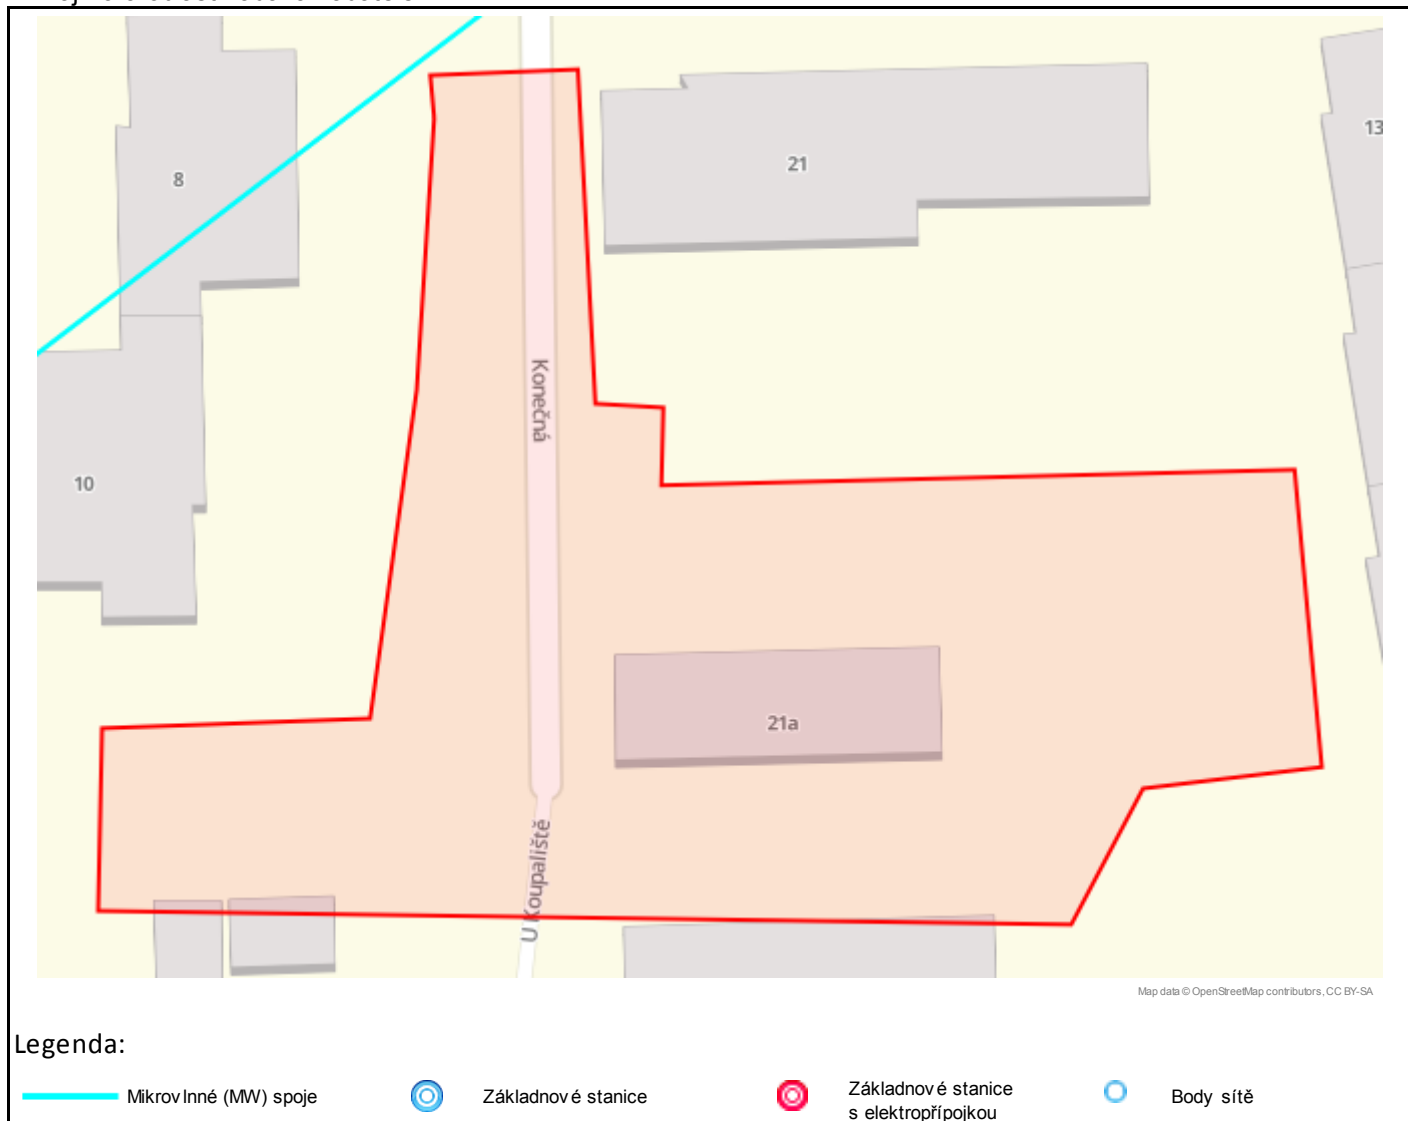 8
21
13
Konečná
10
21a
U Koupaliště
Map data © OpenStreetMap contributors, CC BY-SA
Legenda:
Mikrovlnné (MW) spoje
Základnové stanice
Základnové stanice
s elektropřípojkou
Body sítě